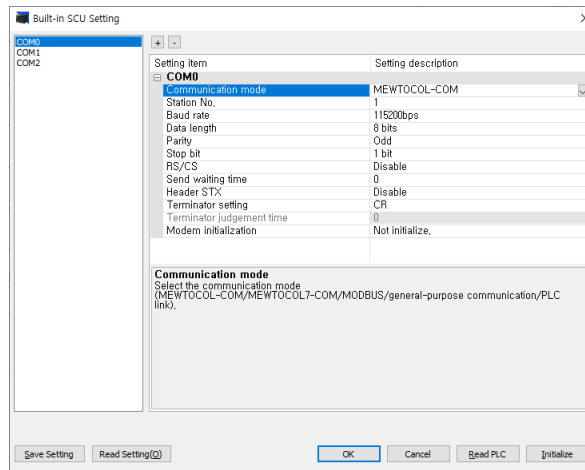 Built-in SCU Setting
COM0
COM1
COM2
+ -
Setting item Setting description
COM0
Communication mode MEWTOCOL-COM
Station No. 1
Baud rate 115200bps
Data length 8 bits
Parity Odd
Stop bit 1 bit
RS/CS Disable
Send waiting time 0
Header STX Disable
Terminator setting CR
Terminator judgement time 0
Modem initialization Not initialize.
Communication mode
Select the communication mode
(MEWTOCOL-COM/MEWTOCOL7-COM/MODBUS/general-purpose communication/PLC
link).
Save Setting Read Setting(O) OK Cancel Read PLC Initialize